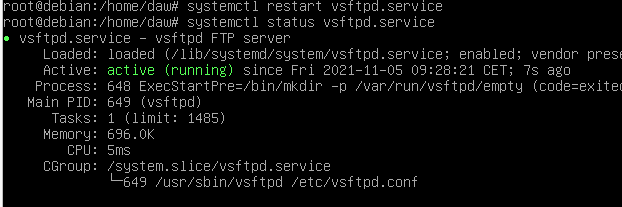 root@debian:/home/daw# systemctl restart vsftpd.service
root@debian:/home/daw# systemctl status vsftpd.service
● vsftpd.service – vsftpd FTP server
Loaded: loaded (/lib/systemd/system/vsftpd.service; enabled; vendor prese
Active: active (running) since Fri 2021-11-05 09:28:21 CET; 7s ago
Process: 648 ExecStartPre=/bin/mkdir -p /var/run/vsftpd/empty (code=exited
Main PID: 649 (vsftpd)
Tasks: 1 (limit: 1485)
Memory: 696.0K
CPU: 5ms
CGroup: /system.slice/vsftpd.service
└─649 /usr/sbin/vsftpd /etc/vsftpd.conf